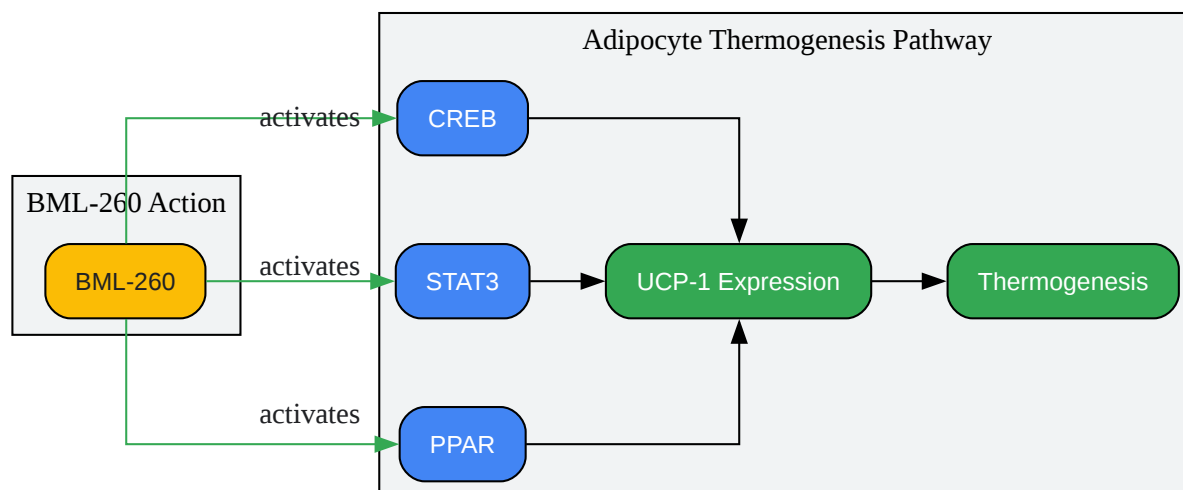 Adipocyte Thermogenesis Pathway
activates
CREB
BML-260 Action
BML-260
activates
STAT3
UCP-1 Expression
Thermogenesis
activates
PPAR